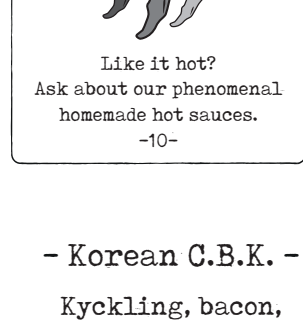 Like it hot?
Ask about our phenomenal
homemade hot sauces.
-10-
- Korean C.B.K. -
Kyckling, bacon,